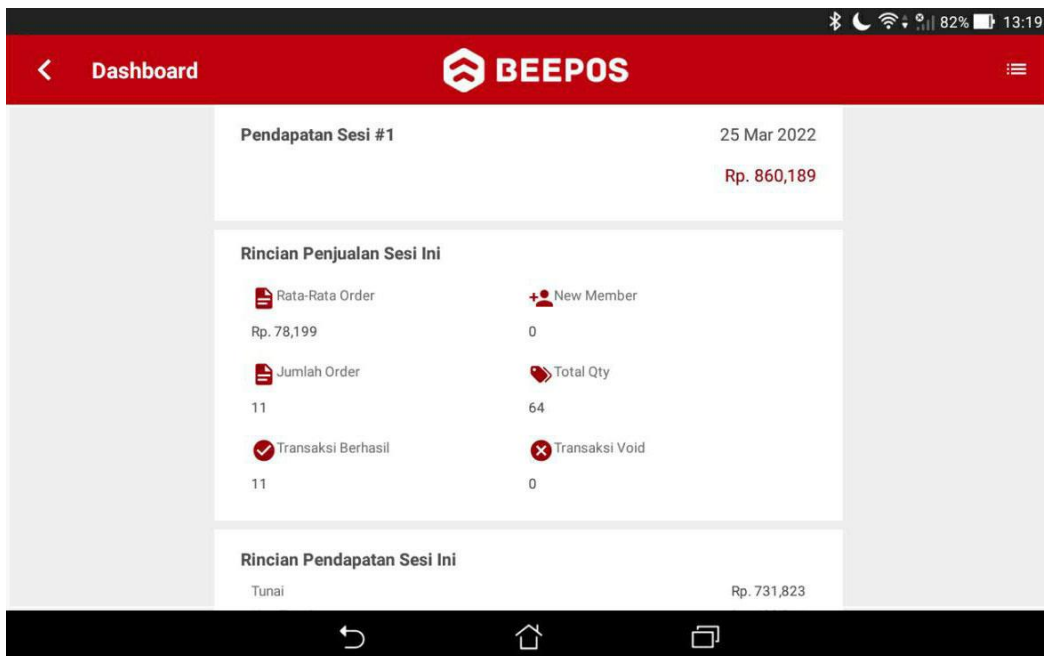 82% 13:19
Dashboard BEEPOS
Pendapatan Sesi #1 25 Mar 2022
Rp. 860,189
Rincian Penjualan Sesi Ini
Rata-Rata Order New Member
Rp. 78,199 0
Jumlah Order Total Qty
11 64
Transaksi Berhasil Transaksi Void
11 0
Rincian Pendapatan Sesi Ini
Tunai Rp. 731,823